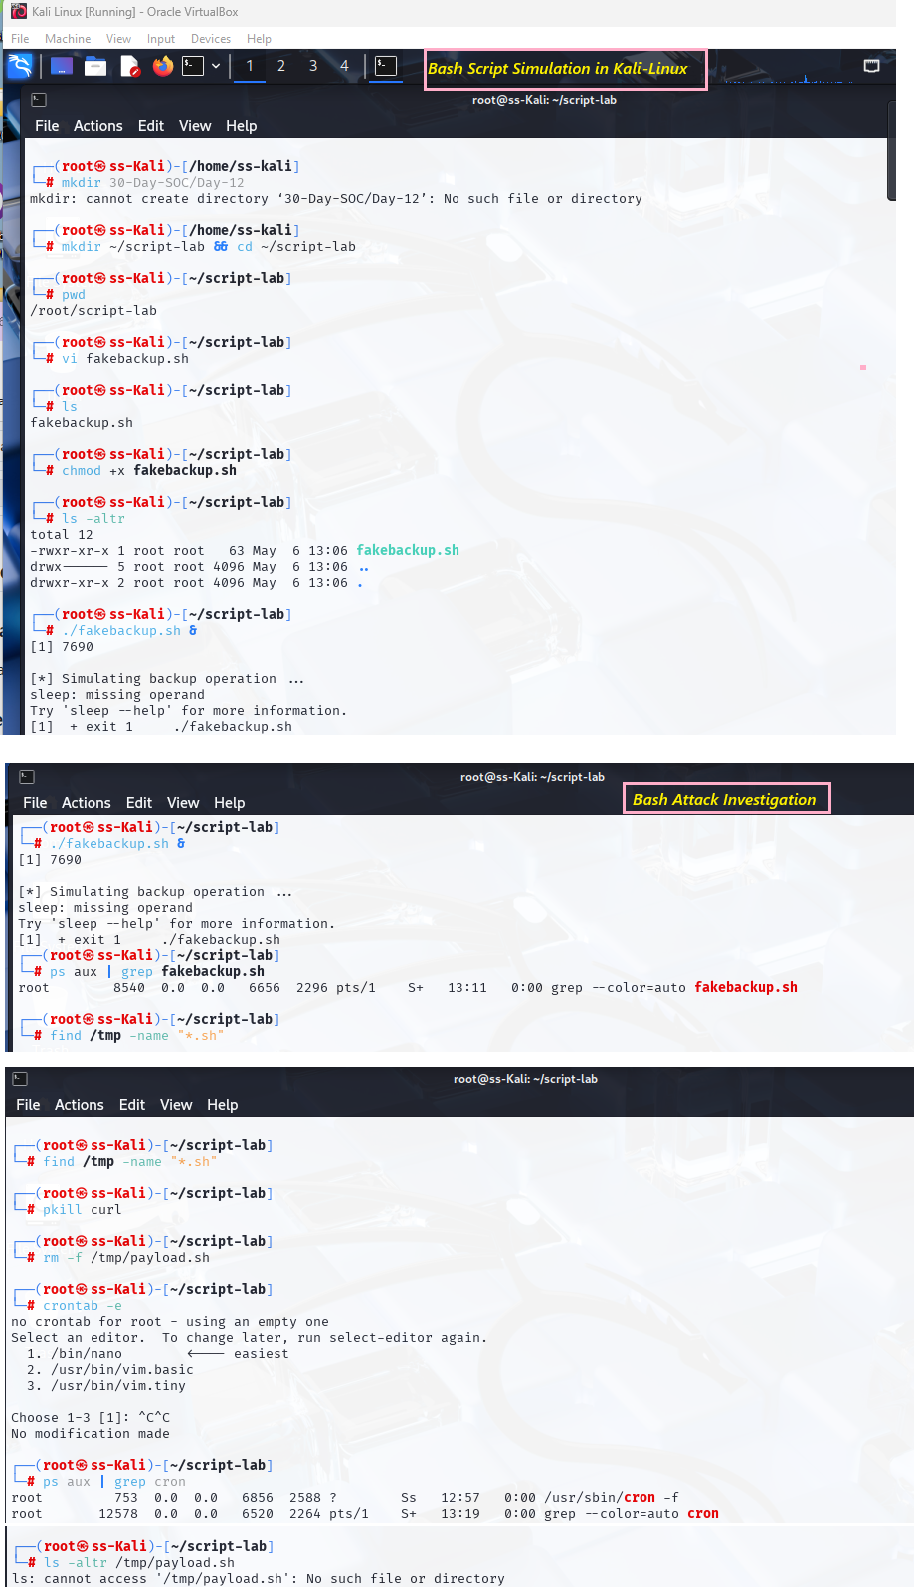 Kali Linux [Running] - Oracle VirtualBox
File Machine View Input Devices Help
1 2 3 4
Bash Script Simulation in Kali-Linux
root@ss-Kali: ~/script-lab
File Actions Edit View Help
┌──(root㉿ss-Kali)-[/home/ss-kali]
└─# mkdir 30-Day-SOC/Day-12
mkdir: cannot create directory ‘30-Day-SOC/Day-12’: No such file or directory
┌──(root㉿ss-Kali)-[/home/ss-kali]
└─# mkdir ~/script-lab && cd ~/script-lab
┌──(root㉿ss-Kali)-[~/script-lab]
└─# pwd
/root/script-lab
┌──(root㉿ss-Kali)-[~/script-lab]
└─# vi fakebackup.sh
┌──(root㉿ss-Kali)-[~/script-lab]
└─# ls
fakebackup.sh
┌──(root㉿ss-Kali)-[~/script-lab]
└─# chmod +x fakebackup.sh
┌──(root㉿ss-Kali)-[~/script-lab]
└─# ls -altr
total 12
-rwxr-xr-x 1 root root   63 May  6 13:06 fakebackup.sh
drwx------ 5 root root 4096 May  6 13:06 ..
drwxr-xr-x 2 root root 4096 May  6 13:06 .
┌──(root㉿ss-Kali)-[~/script-lab]
└─# ./fakebackup.sh &
[1] 7690
[*] Simulating backup operation ...
sleep: missing operand
Try 'sleep --help' for more information.
[1]  + exit 1     ./fakebackup.sh
root@ss-Kali: ~/script-lab
File Actions Edit View Help
Bash Attack Investigation
┌──(root㉿ss-Kali)-[~/script-lab]
└─# ./fakebackup.sh &
[1] 7690
[*] Simulating backup operation ...
sleep: missing operand
Try 'sleep --help' for more information.
[1]  + exit 1     ./fakebackup.sh
┌──(root㉿ss-Kali)-[~/script-lab]
└─# ps aux | grep fakebackup.sh
root        8540  0.0  0.0   6656  2296 pts/1    S+   13:11   0:00 grep --color=auto fakebackup.sh
┌──(root㉿ss-Kali)-[~/script-lab]
└─# find /tmp -name "*.sh"
root@ss-Kali: ~/script-lab
File Actions Edit View Help
┌──(root㉿ss-Kali)-[~/script-lab]
└─# find /tmp -name "*.sh"
┌──(root㉿ss-Kali)-[~/script-lab]
└─# pkill curl
┌──(root㉿ss-Kali)-[~/script-lab]
└─# rm -f /tmp/payload.sh
┌──(root㉿ss-Kali)-[~/script-lab]
└─# crontab -e
no crontab for root - using an empty one
Select an editor.  To change later, run select-editor again.
  1. /bin/nano        <---- easiest
  2. /usr/bin/vim.basic
  3. /usr/bin/vim.tiny
Choose 1-3 [1]: ^C^C
No modification made
┌──(root㉿ss-Kali)-[~/script-lab]
└─# ps aux | grep cron
root         753  0.0  0.0   6856  2588 ?        Ss   12:57   0:00 /usr/sbin/cron -f
root       12578  0.0  0.0   6520  2264 pts/1    S+   13:19   0:00 grep --color=auto cron
┌──(root㉿ss-Kali)-[~/script-lab]
└─# ls -altr /tmp/payload.sh
ls: cannot access '/tmp/payload.sh': No such file or directory